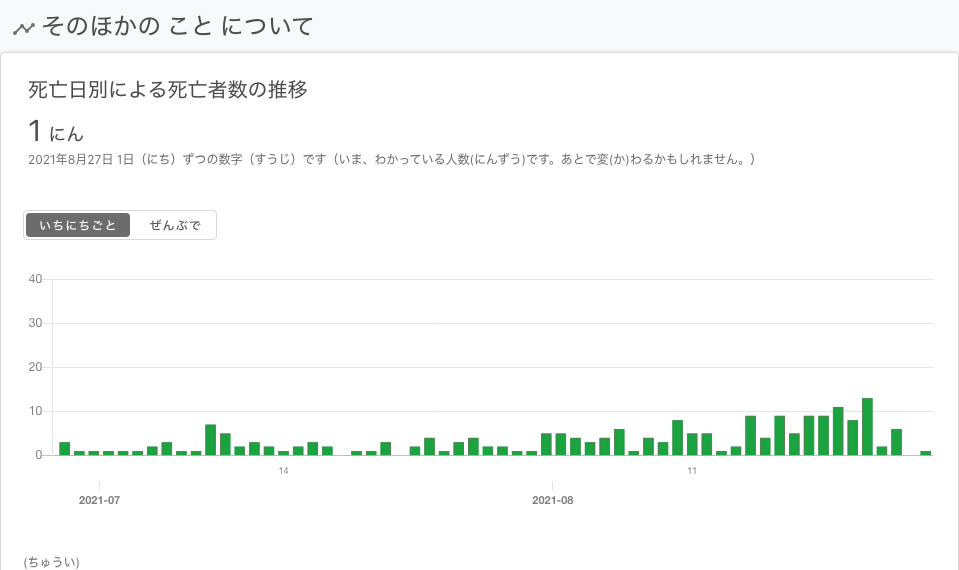 そのほかの こと について
死亡日別による死亡者数の推移
1 にん
2021年8月27日 1日（にち）ずつの数字（すうじ）です（いま、わかっている人数(にんずう)です。あとで変(か)わるかもしれません。）
いちにちごと ぜんぶで
40
30
20
10
0
14 11
2021-07 2021-08
(ちゅうい)